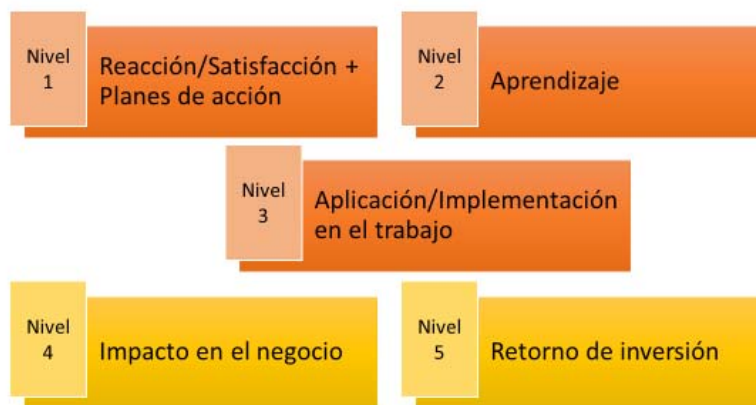 Nivel
1
Reacción/Satisfacción +
Planes de acción
Nivel
2
Aprendizaje
Nivel
3
Aplicación/Implementación
en el trabajo
Nivel
4
Impacto en el negocio
Nivel
5
Retorno de inversión